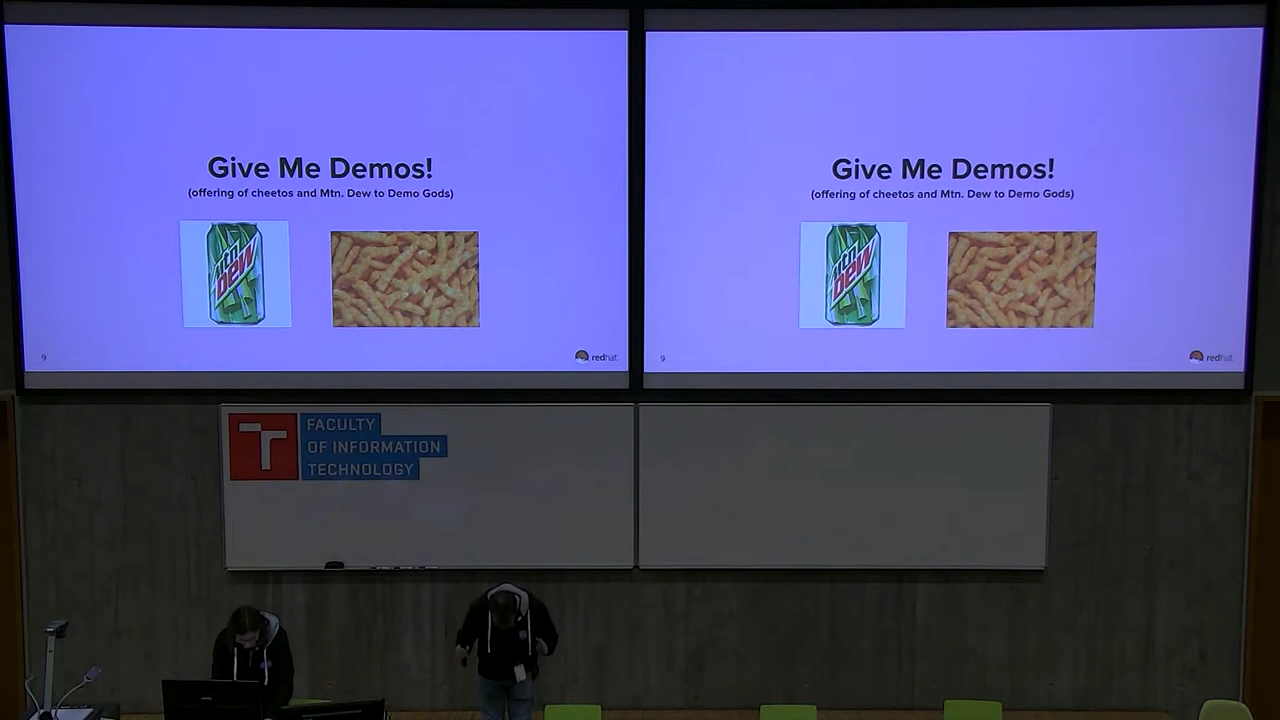 Give Me Demos!
(offering of cheetos and Mtn. Dew to Demo Gods)
Mtn
Dew
9
redhat
Give Me Demos!
(offering of cheetos and Mtn. Dew to Demo Gods)
Mtn
Dew
9
redhat
FACULTY
OF INFORMATION
TECHNOLOGY